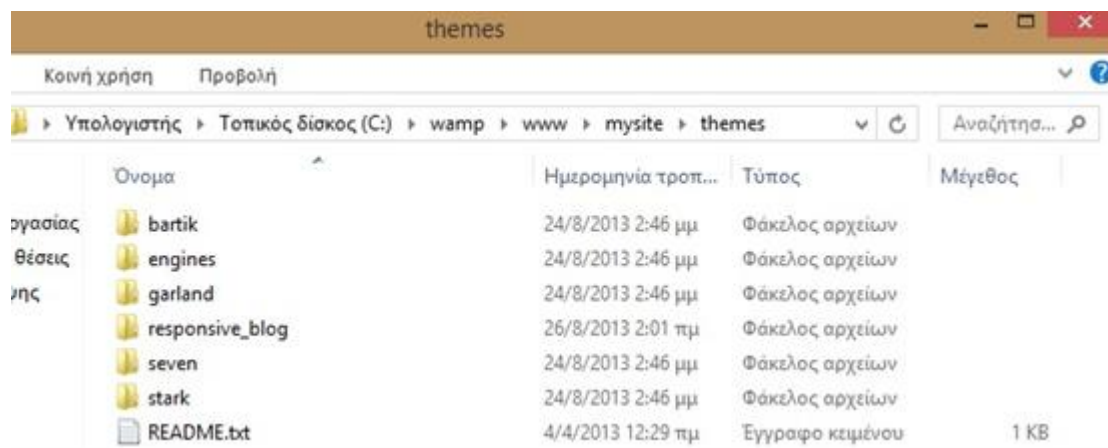 themes
Κοινή χρήση Προβολή
Υπολογιστής Τοπικός δίσκος (C:) wamp www mysite themes Αναζήτησ...
Όνομα Ημερομηνία τροπ... Τύπος Μέγεθος
bartik 24/8/2013 2:46 μμ Φάκελος αρχείων
engines 24/8/2013 2:46 μμ Φάκελος αρχείων
garland 24/8/2013 2:46 μμ Φάκελος αρχείων
responsive_blog 26/8/2013 2:01 πμ Φάκελος αρχείων
seven 24/8/2013 2:46 μμ Φάκελος αρχείων
stark 24/8/2013 2:46 μμ Φάκελος αρχείων
README.txt 4/4/2013 12:29 πμ Έγγραφο κειμένου 1 KB
θέσεις